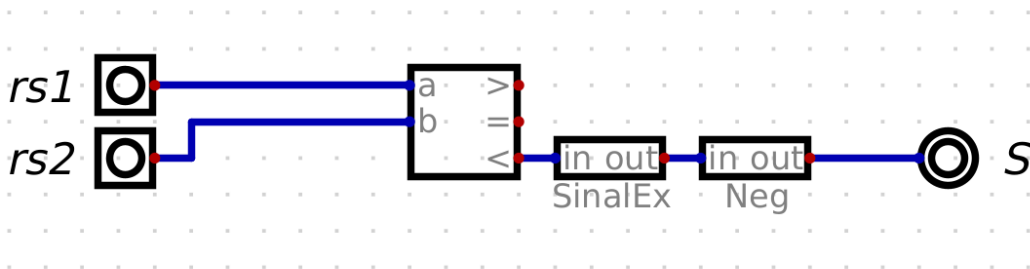 rs1
a >
b =
rs2
<
in out
in out
S
SinalEx
Neg